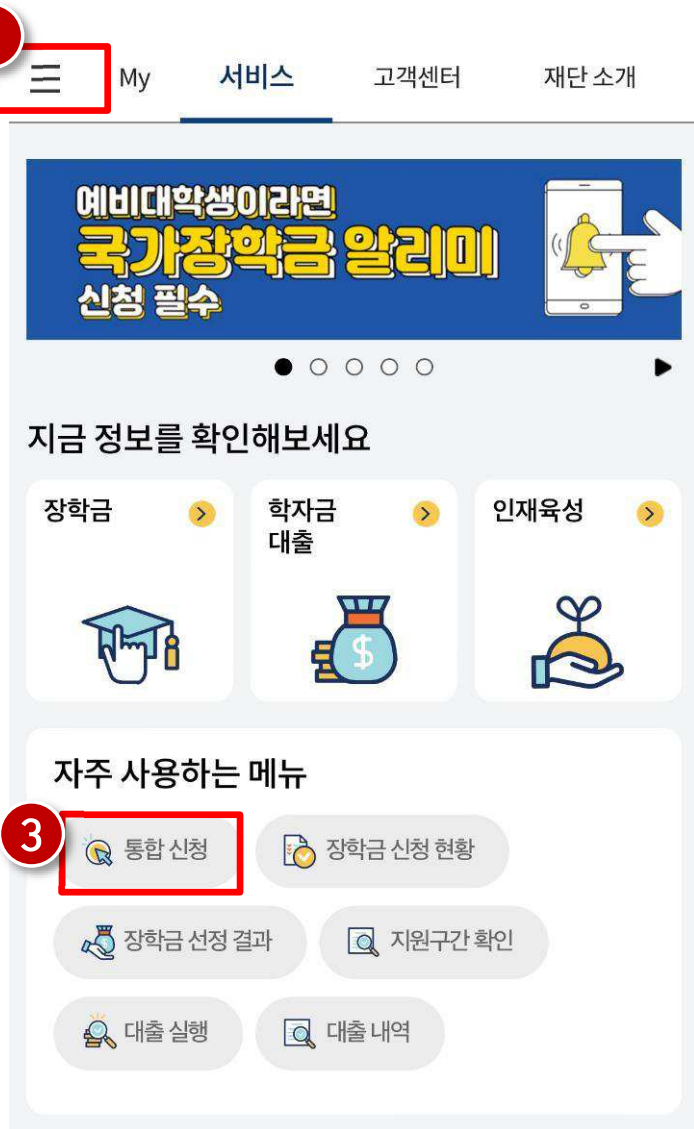 My 서비스 고객센터 재단 소개
예비대학생이라면
국가장학금 알리미
신청 필수
지금 정보를 확인해보세요
장학금
학자금
대출
인재육성
$
자주 사용하는 메뉴
3
통합 신청
장학금 신청 현황
장학금 선정 결과
지원구간 확인
대출 실행
대출 내역